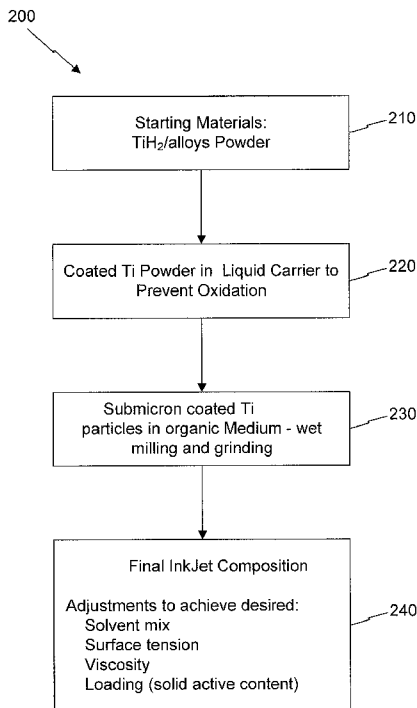 200
Starting Materials:
TiH₂/alloys Powder
210
Coated Ti Powder in Liquid Carrier to
Prevent Oxidation
220
Submicron coated Ti
particles in organic Medium - wet
milling and grinding
230
Final InkJet Composition
Adjustments to achieve desired:
Solvent mix
Surface tension
Viscosity
Loading (solid active content)
240